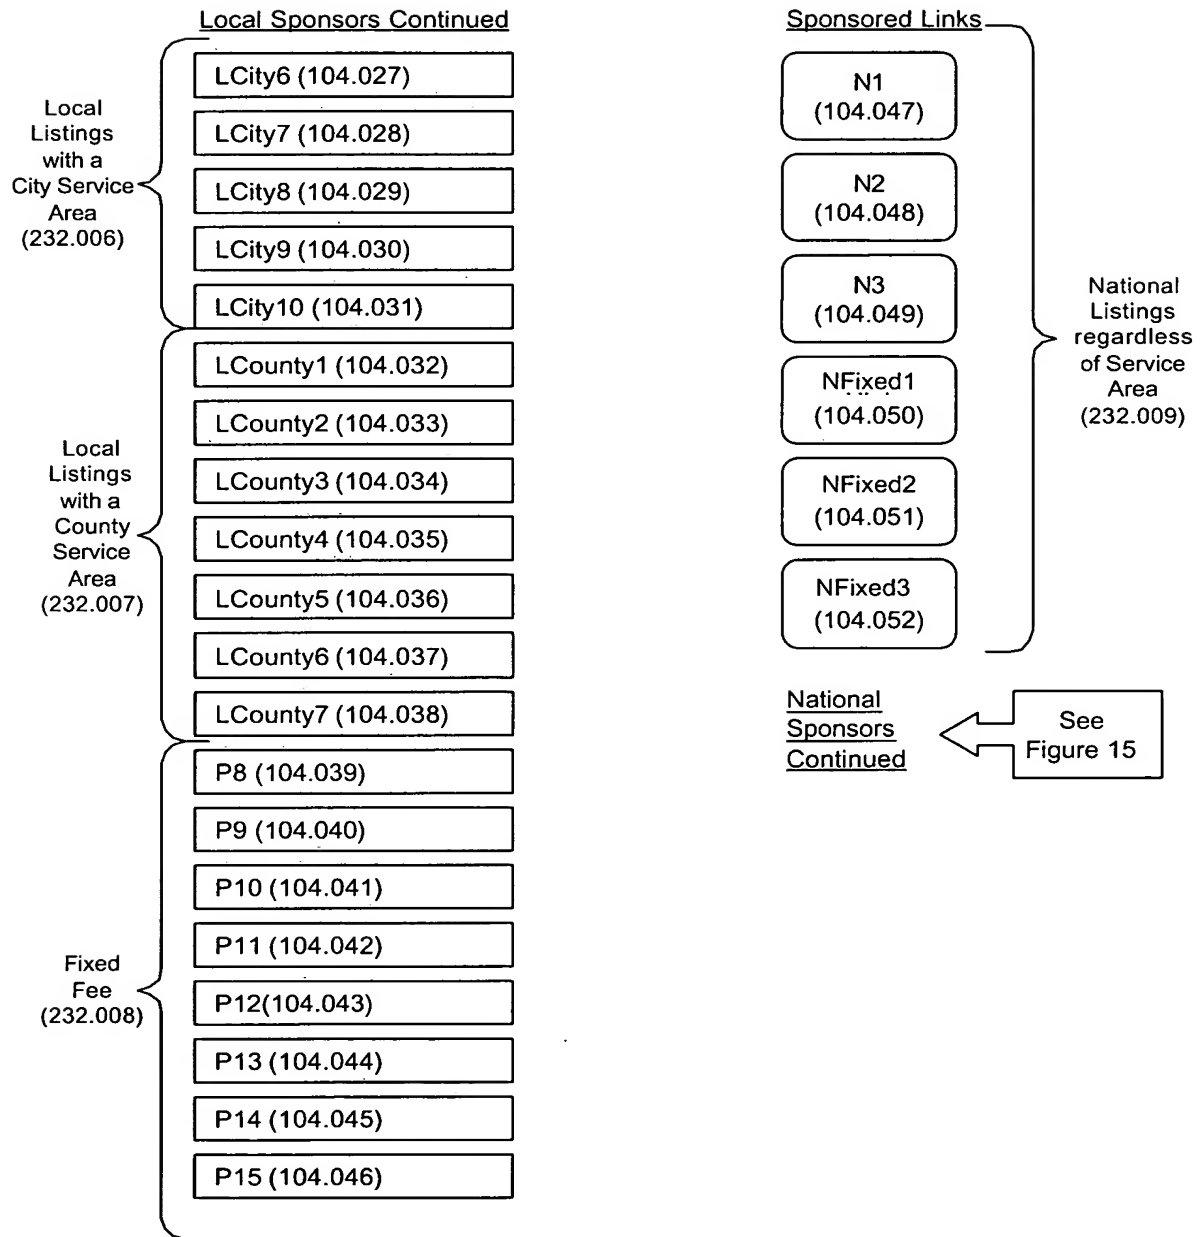 Local Sponsors Continued
Local
Listings
with a
City Service
Area
(232.006)
LCity6 (104.027)
LCity7 (104.028)
LCity8 (104.029)
LCity9 (104.030)
LCity10 (104.031)
Local
Listings
with a
County
Service
Area
(232.007)
LCounty1 (104.032)
LCounty2 (104.033)
LCounty3 (104.034)
LCounty4 (104.035)
LCounty5 (104.036)
LCounty6 (104.037)
LCounty7 (104.038)
Fixed
Fee
(232.008)
P8 (104.039)
P9 (104.040)
P10 (104.041)
P11 (104.042)
P12(104.043)
P13 (104.044)
P14 (104.045)
P15 (104.046)
Sponsored Links
N1
(104.047)
N2
(104.048)
N3
(104.049)
NFixed1
(104.050)
NFixed2
(104.051)
NFixed3
(104.052)
National
Listings
regardless
of Service
Area
(232.009)
National
Sponsors
Continued
See
Figure 15